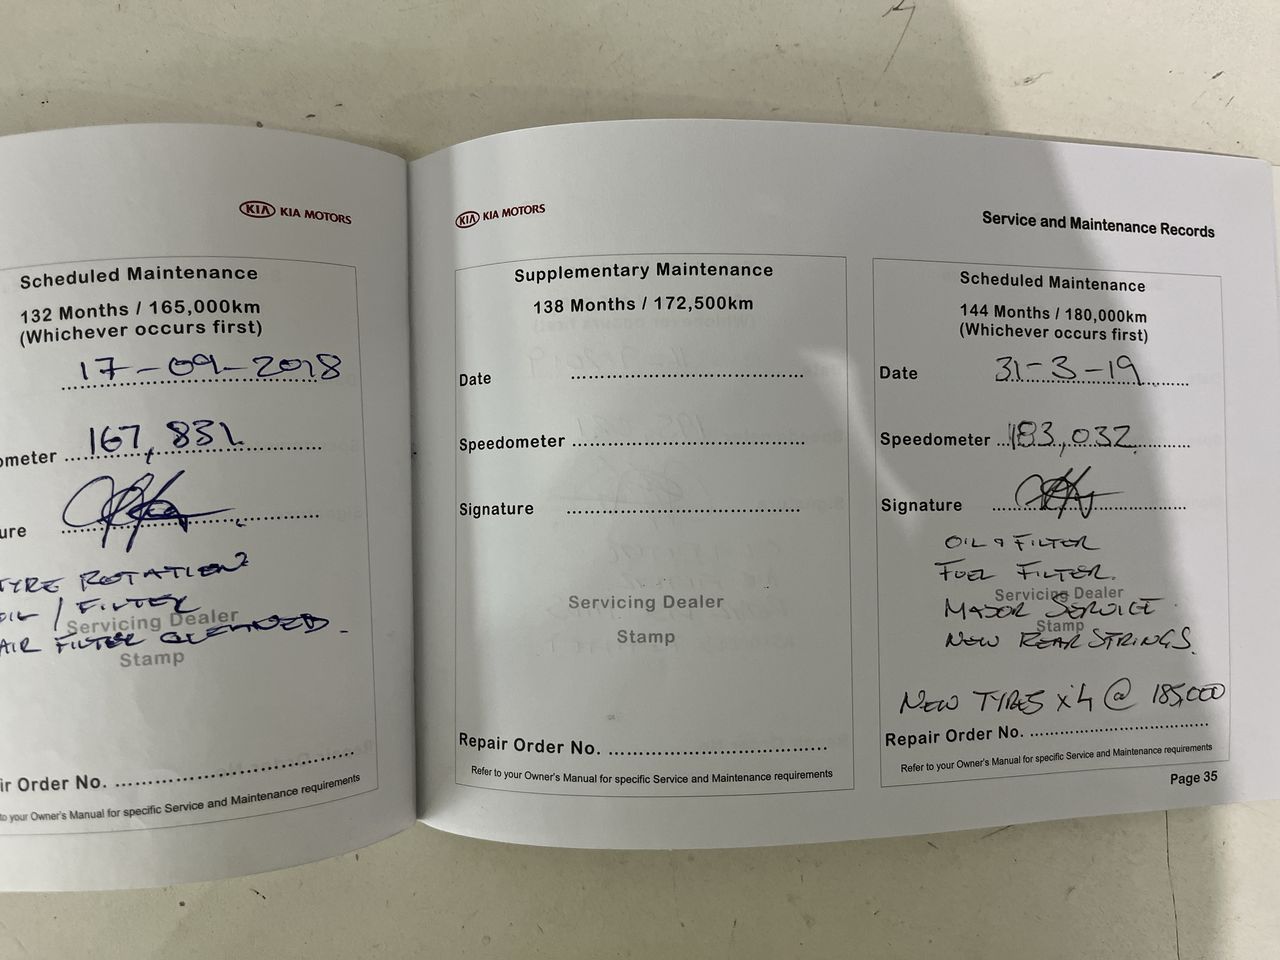 KIA KIA MOTORS
Scheduled Maintenance
132 Months / 165,000km
(Whichever occurs first)
17-09-2018
ometer 167,831
ure
TYRE ROTATION
OIL / FILTER
Servicing Dealer
AIR FILTER CLEANED.
Stamp
ir Order No.
to your Owner's Manual for specific Service and Maintenance requirements
KIA KIA MOTORS
Service and Maintenance Records
Supplementary Maintenance
138 Months / 172,500km
Date
Speedometer
Signature
Servicing Dealer
Stamp
Repair Order No.
Refer to your Owner's Manual for specific Service and Maintenance requirements
Scheduled Maintenance
144 Months / 180,000km
(Whichever occurs first)
Date 31-3-19
Speedometer 183,032
Signature
OIL & FILTER
FUEL FILTER.
Servicing Dealer
MAJOR SERVICE
Stamp
NEW REAR STRINGS.
NEW TYRES x4 @ 185,000
Repair Order No.
Refer to your Owner's Manual for specific Service and Maintenance requirements
Page 35